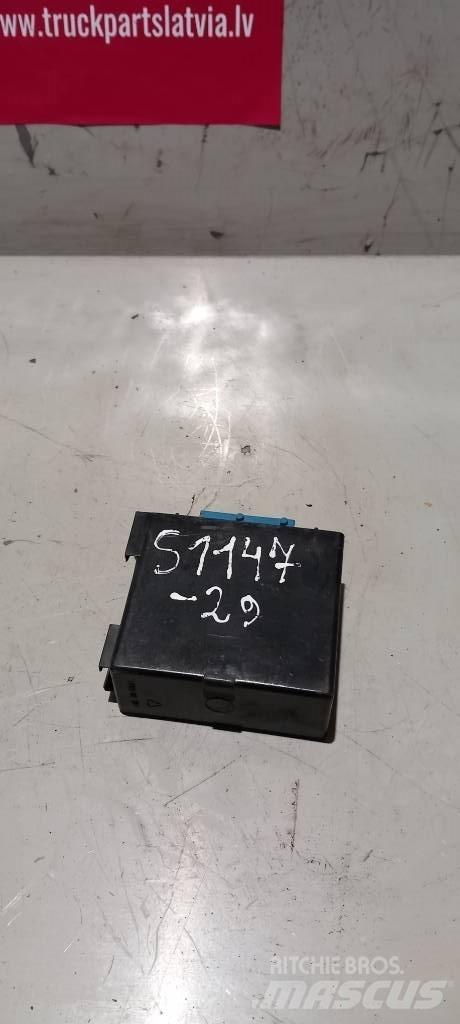 www.truckpartslatvia.lv
S1147
-29
RITCHIE BROS.
MASCUS